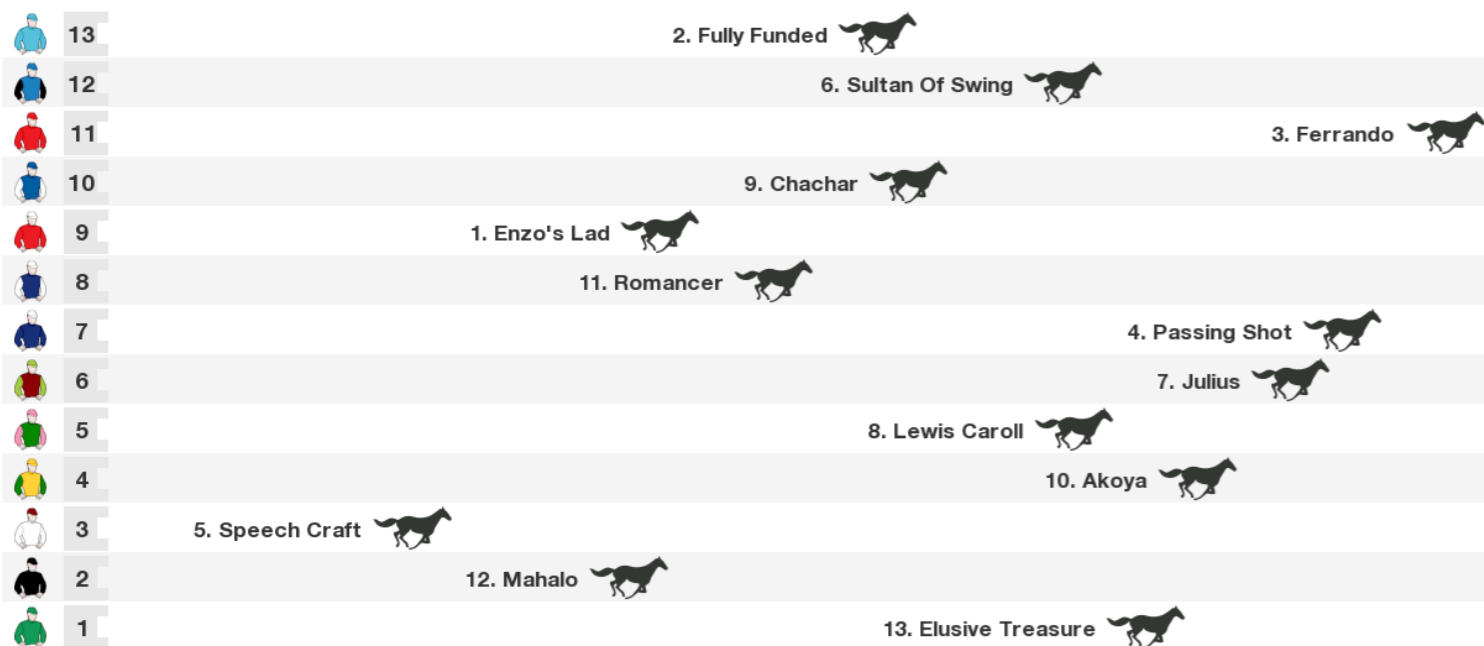 13 2. Fully Funded
12 6. Sultan Of Swing
11 3. Ferrando
10 9. Chachar
9 1. Enzo's Lad
8 11. Romancer
7 4. Passing Shot
6 7. Julius
5 8. Lewis Caroll
4 10. Akoya
3 5. Speech Craft
2 12. Mahalo
1 13. Elusive Treasure